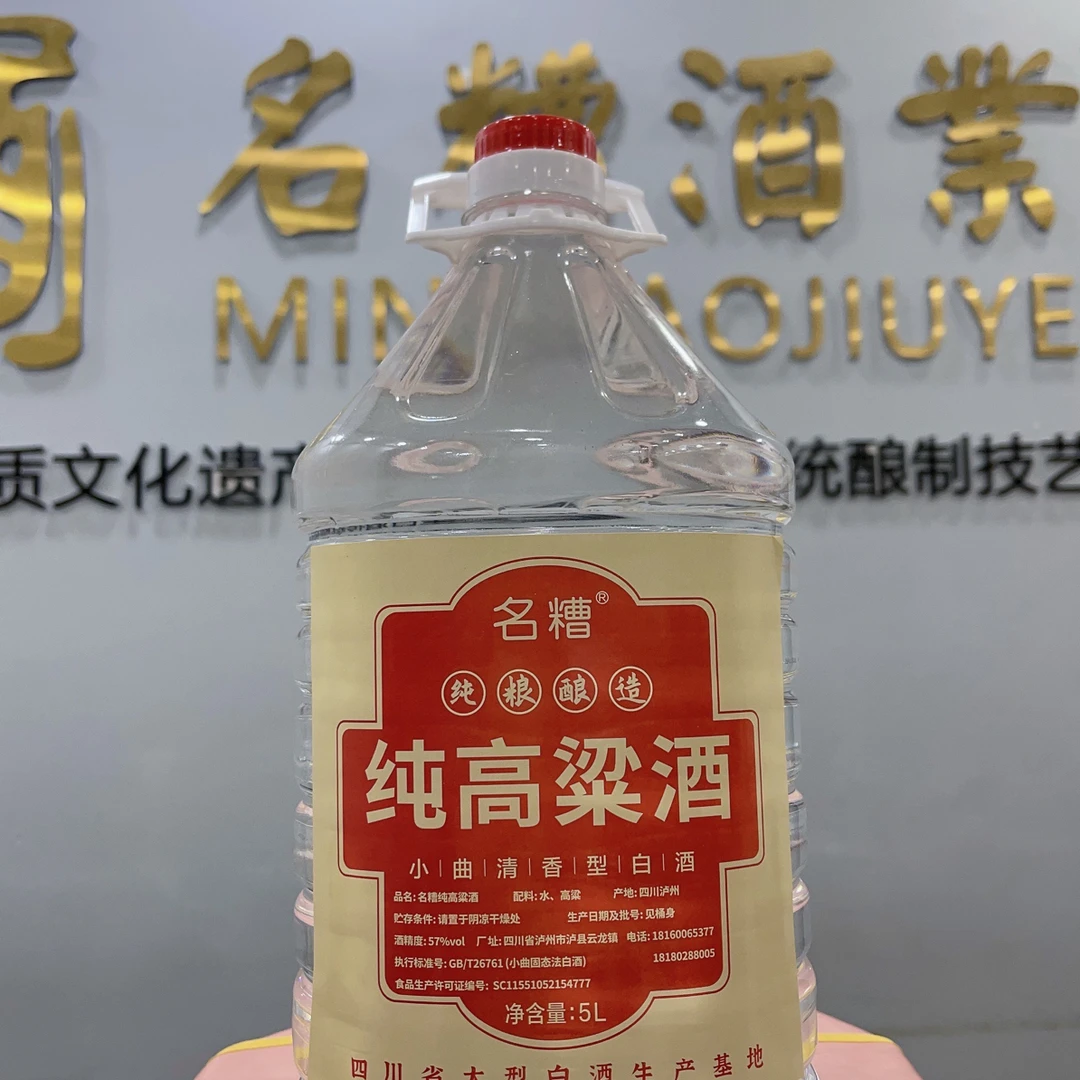 名糟酒業
MIN AOJIUYE
质文化遗产
统酿制技艺
名糟®
纯粮酿造
纯高粱酒
小|曲|清|香|型|白|酒
品名:名糟纯高粱酒 配料:水、高粱 产地:四川泸州
贮存条件:请置于阴凉干燥处 生产日期及批号:见桶身
酒精度:57%vol 厂址:四川省泸州市泸县云龙镇 电话:18160065377
执行标准号:GB/T26761(小曲固态法白酒) 18180288005
食品生产许可证编号: SC11551052154777
净含量:5L
四川省大型白酒生产基地